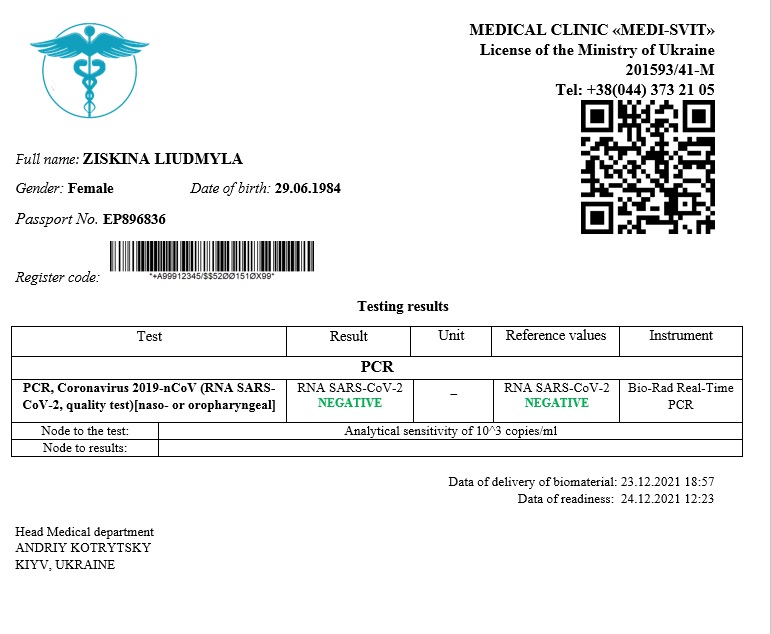 MEDICAL CLINIC «MEDI-SVIT»
License of the Ministry of Ukraine
201593/41-M
Tel: +38(044) 373 21 05
Full name: ZISKINA LIUDMYLA
Gender: Female Date of birth: 29.06.1984
Passport No. EP896836
Register code:
*+A99912345/$$52ØØ151ØX99*
Testing results
Test Result Unit Reference values Instrument
PCR
PCR, Coronavirus 2019-nCoV (RNA SARS-CoV-2, quality test)[naso- or oropharyngeal] RNA SARS-CoV-2 NEGATIVE – RNA SARS-CoV-2 NEGATIVE Bio-Rad Real-Time PCR
Node to the test: Analytical sensitivity of 10^3 copies/ml
Node to results:
Data of delivery of biomaterial: 23.12.2021 18:57
Data of readiness: 24.12.2021 12:23
Head Medical department
ANDRIY KOTRYTSKY
KIYV, UKRAINE